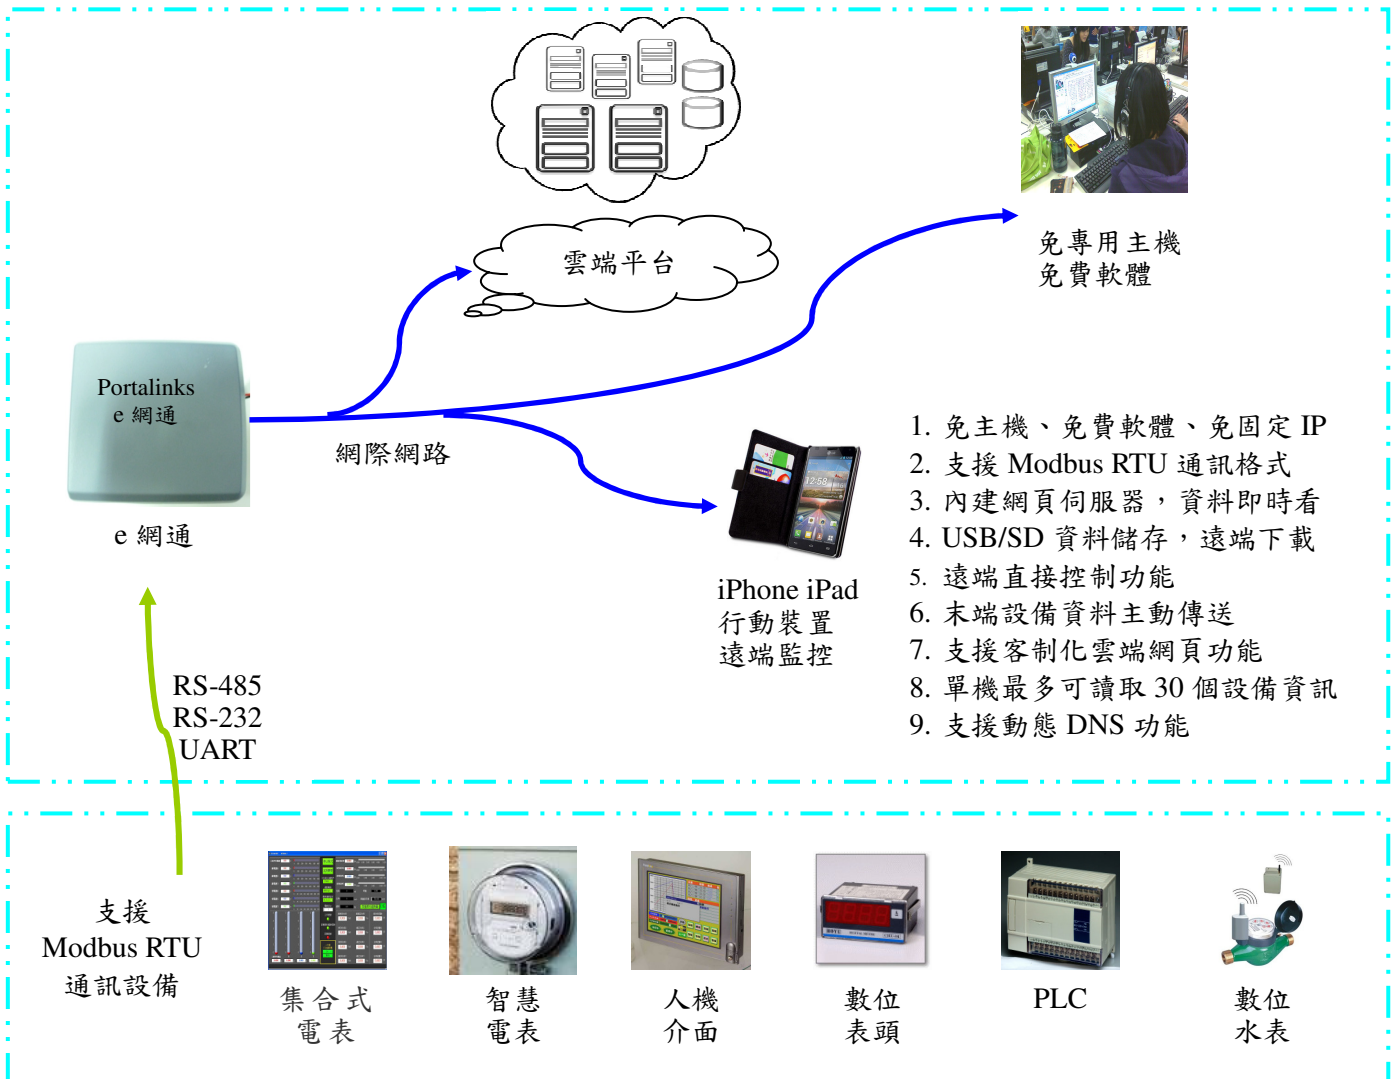 雲端平台
免專用主機
免費軟體
Portalinks
e 網通
網際網路
e 網通
12:58
iPhone iPad
行動裝置
遠端監控
1. 免主機、免費軟體、免固定 IP
2. 支援 Modbus RTU 通訊格式
3. 內建網頁伺服器，資料即時看
4. USB/SD 資料儲存，遠端下載
5. 遠端直接控制功能
6. 末端設備資料主動傳送
7. 支援客制化雲端網頁功能
8. 單機最多可讀取 30 個設備資訊
9. 支援動態 DNS 功能
RS-485
RS-232
UART
支援
Modbus RTU
通訊設備
集合式
電表
智慧
電表
人機
介面
數位
表頭
PLC
數位
水表